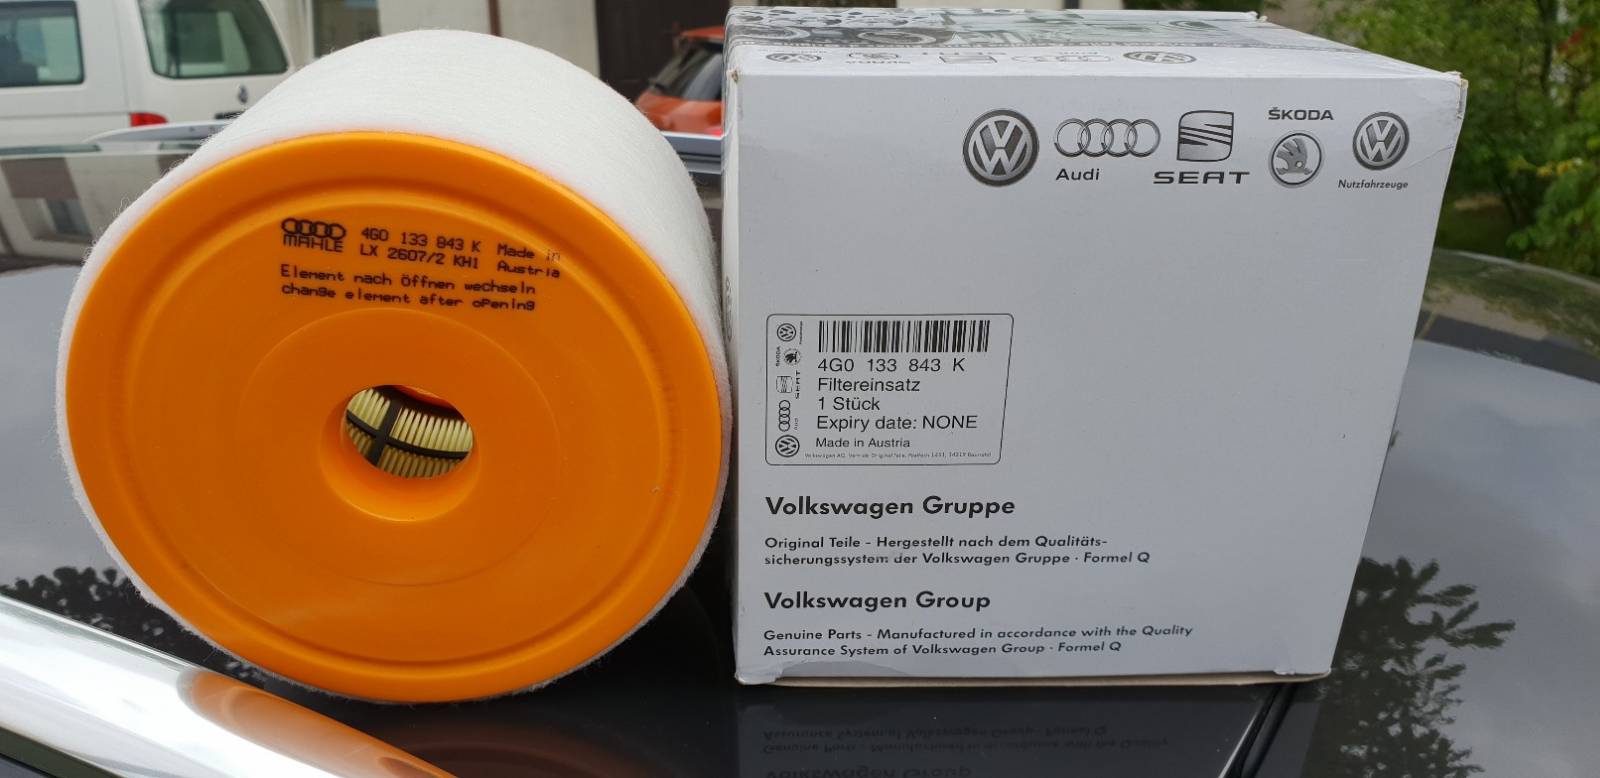 MAHLE
4G0 133 843 K Made in
LX 2607/2 KH1 Austria
Element nach Öffnen wechseln
change element after opening
Audi
SEAT
ŠKODA
Nutzfahrzeuge
4G0 133 843 K
Filtereinsatz
1 Stück
Expiry date: NONE
Made in Austria
Volkswagen Gruppe
Original Teile - Hergestellt nach dem Qualitäts-
sicherungssystem der Volkswagen Gruppe · Formel Q
Volkswagen Group
Genuine Parts - Manufactured in accordance with the Quality
Assurance System of Volkswagen Group · Formel Q